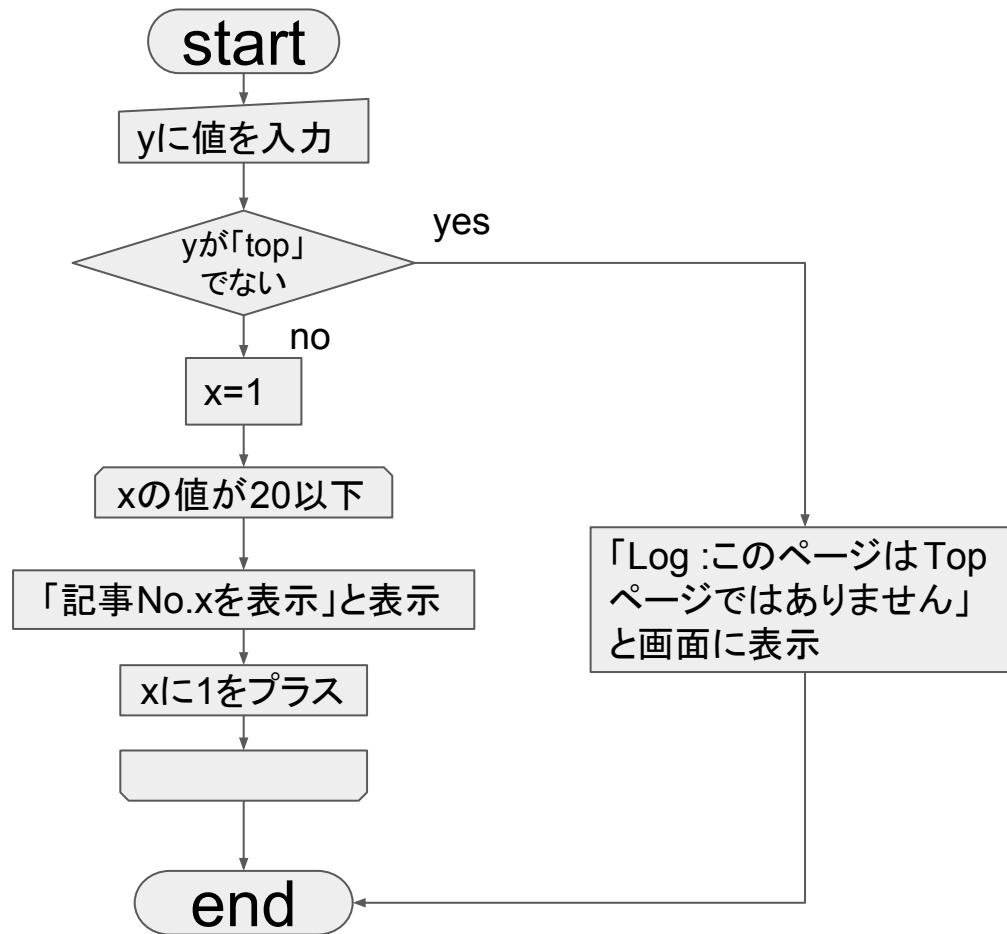 start
yに値を入力
yes
yが「top」
でない
no
x=1
xの値が20以下
「記事No.xを表示」と表示
「Log :このページはTop
ページではありません」
と画面に表示
xに1をプラス
end